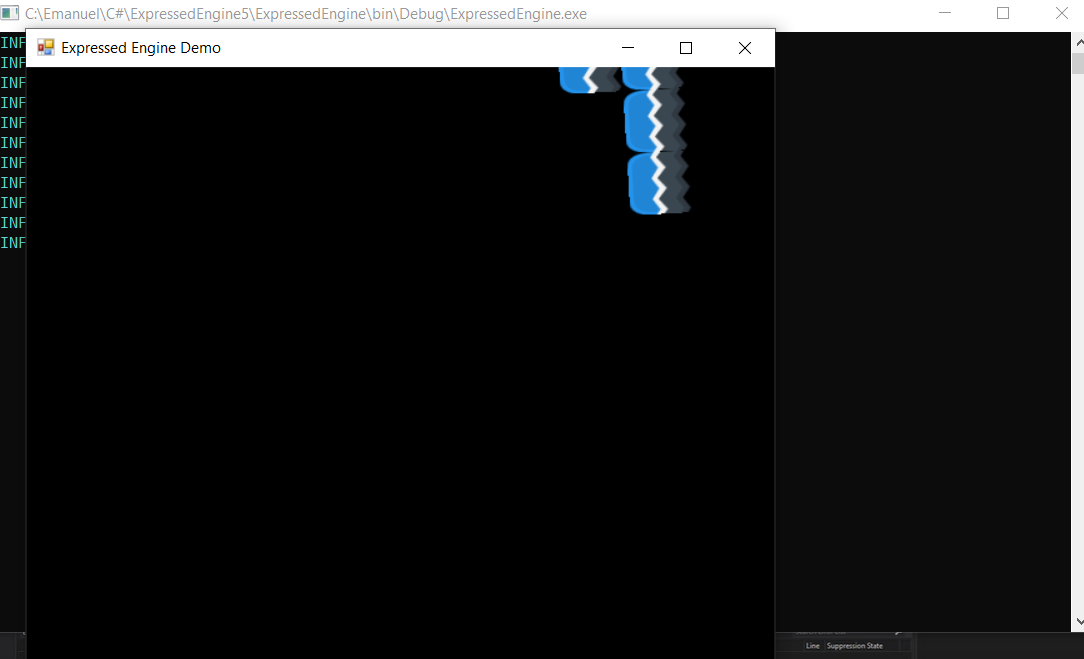 C:\Emanuel\C#\ExpressedEngine5\ExpressedEngine\bin\Debug\ExpressedEngine.exe
Expressed Engine Demo
INF
INF
INF
INF
INF
INF
INF
INF
INF
INF
INF
Line Suppression State